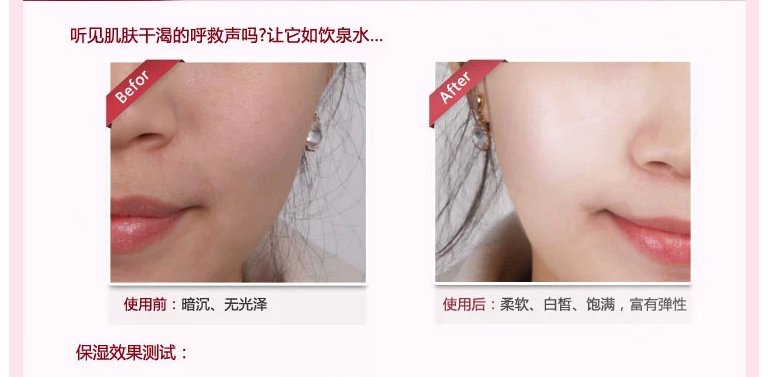 听见肌肤干渴的呼救声吗?让它如饮泉水...
Befor
After
使用前：暗沉、无光泽
使用后：柔软、白皙、饱满，富有弹性
保湿效果测试：